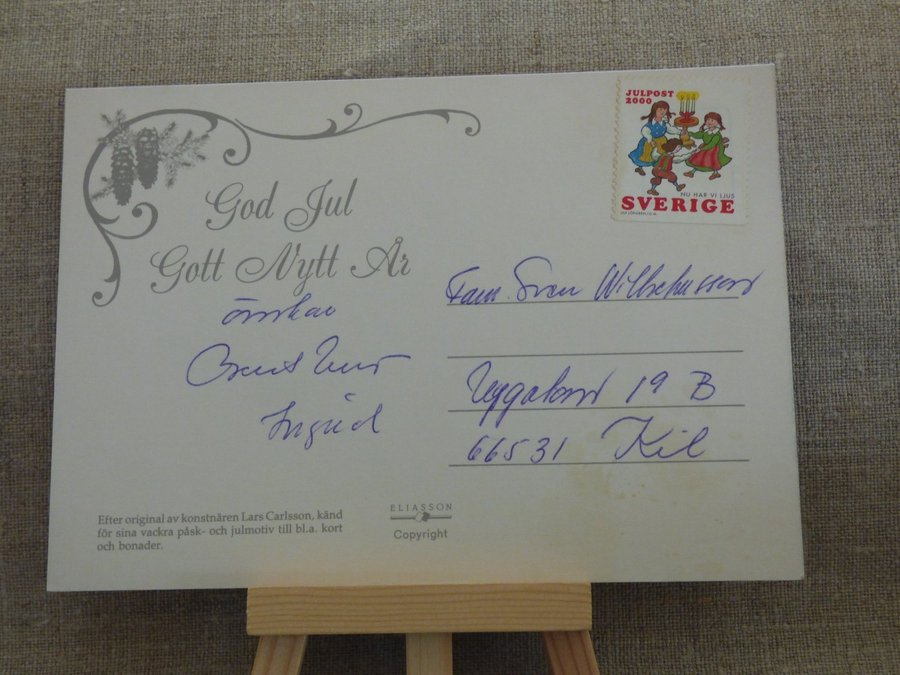 JULPOST
2000
NU HAR VI LJUS
SVERIGE
God Jul
Gott Nytt År
önskar
Ingrid
Fam. Sven Wilhelmsson
19 B
66531 Kil
Efter original av konstnären Lars Carlsson, känd
för sina vackra påsk- och julmotiv till bl.a. kort
och bonader.
ELIASSON
Copyright